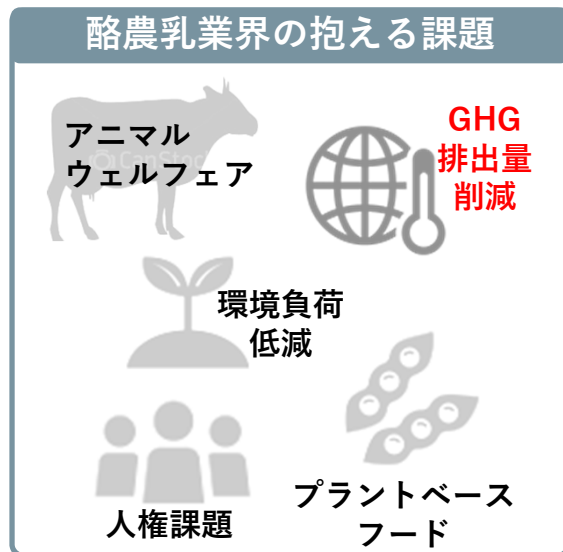 酪農乳業界の抱える課題
アニマル
ウェルフェア
GHG
排出量
削減
環境負荷
低減
人権課題
プラントベース
フード